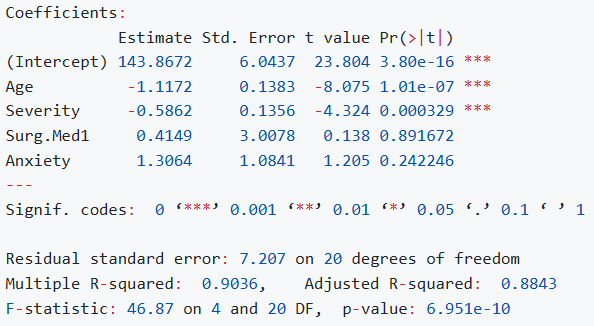 Coefficients:
            Estimate Std. Error t value Pr(>|t|)
(Intercept) 143.8672     6.0437  23.804 3.80e-16 ***
Age          -1.1172     0.1383  -8.075 1.01e-07 ***
Severity     -0.5862     0.1356  -4.324 0.000329 ***
Surg.Med1     0.4149     3.0078   0.138 0.891672
Anxiety       1.3064     1.0841   1.205 0.242246
---
Signif. codes:  0 ‘***’ 0.001 ‘**’ 0.01 ‘*’ 0.05 ‘.’ 0.1 ‘ ’ 1
Residual standard error: 7.207 on 20 degrees of freedom
Multiple R-squared:  0.9036,    Adjusted R-squared:  0.8843
F-statistic: 46.87 on 4 and 20 DF,  p-value: 6.951e-10